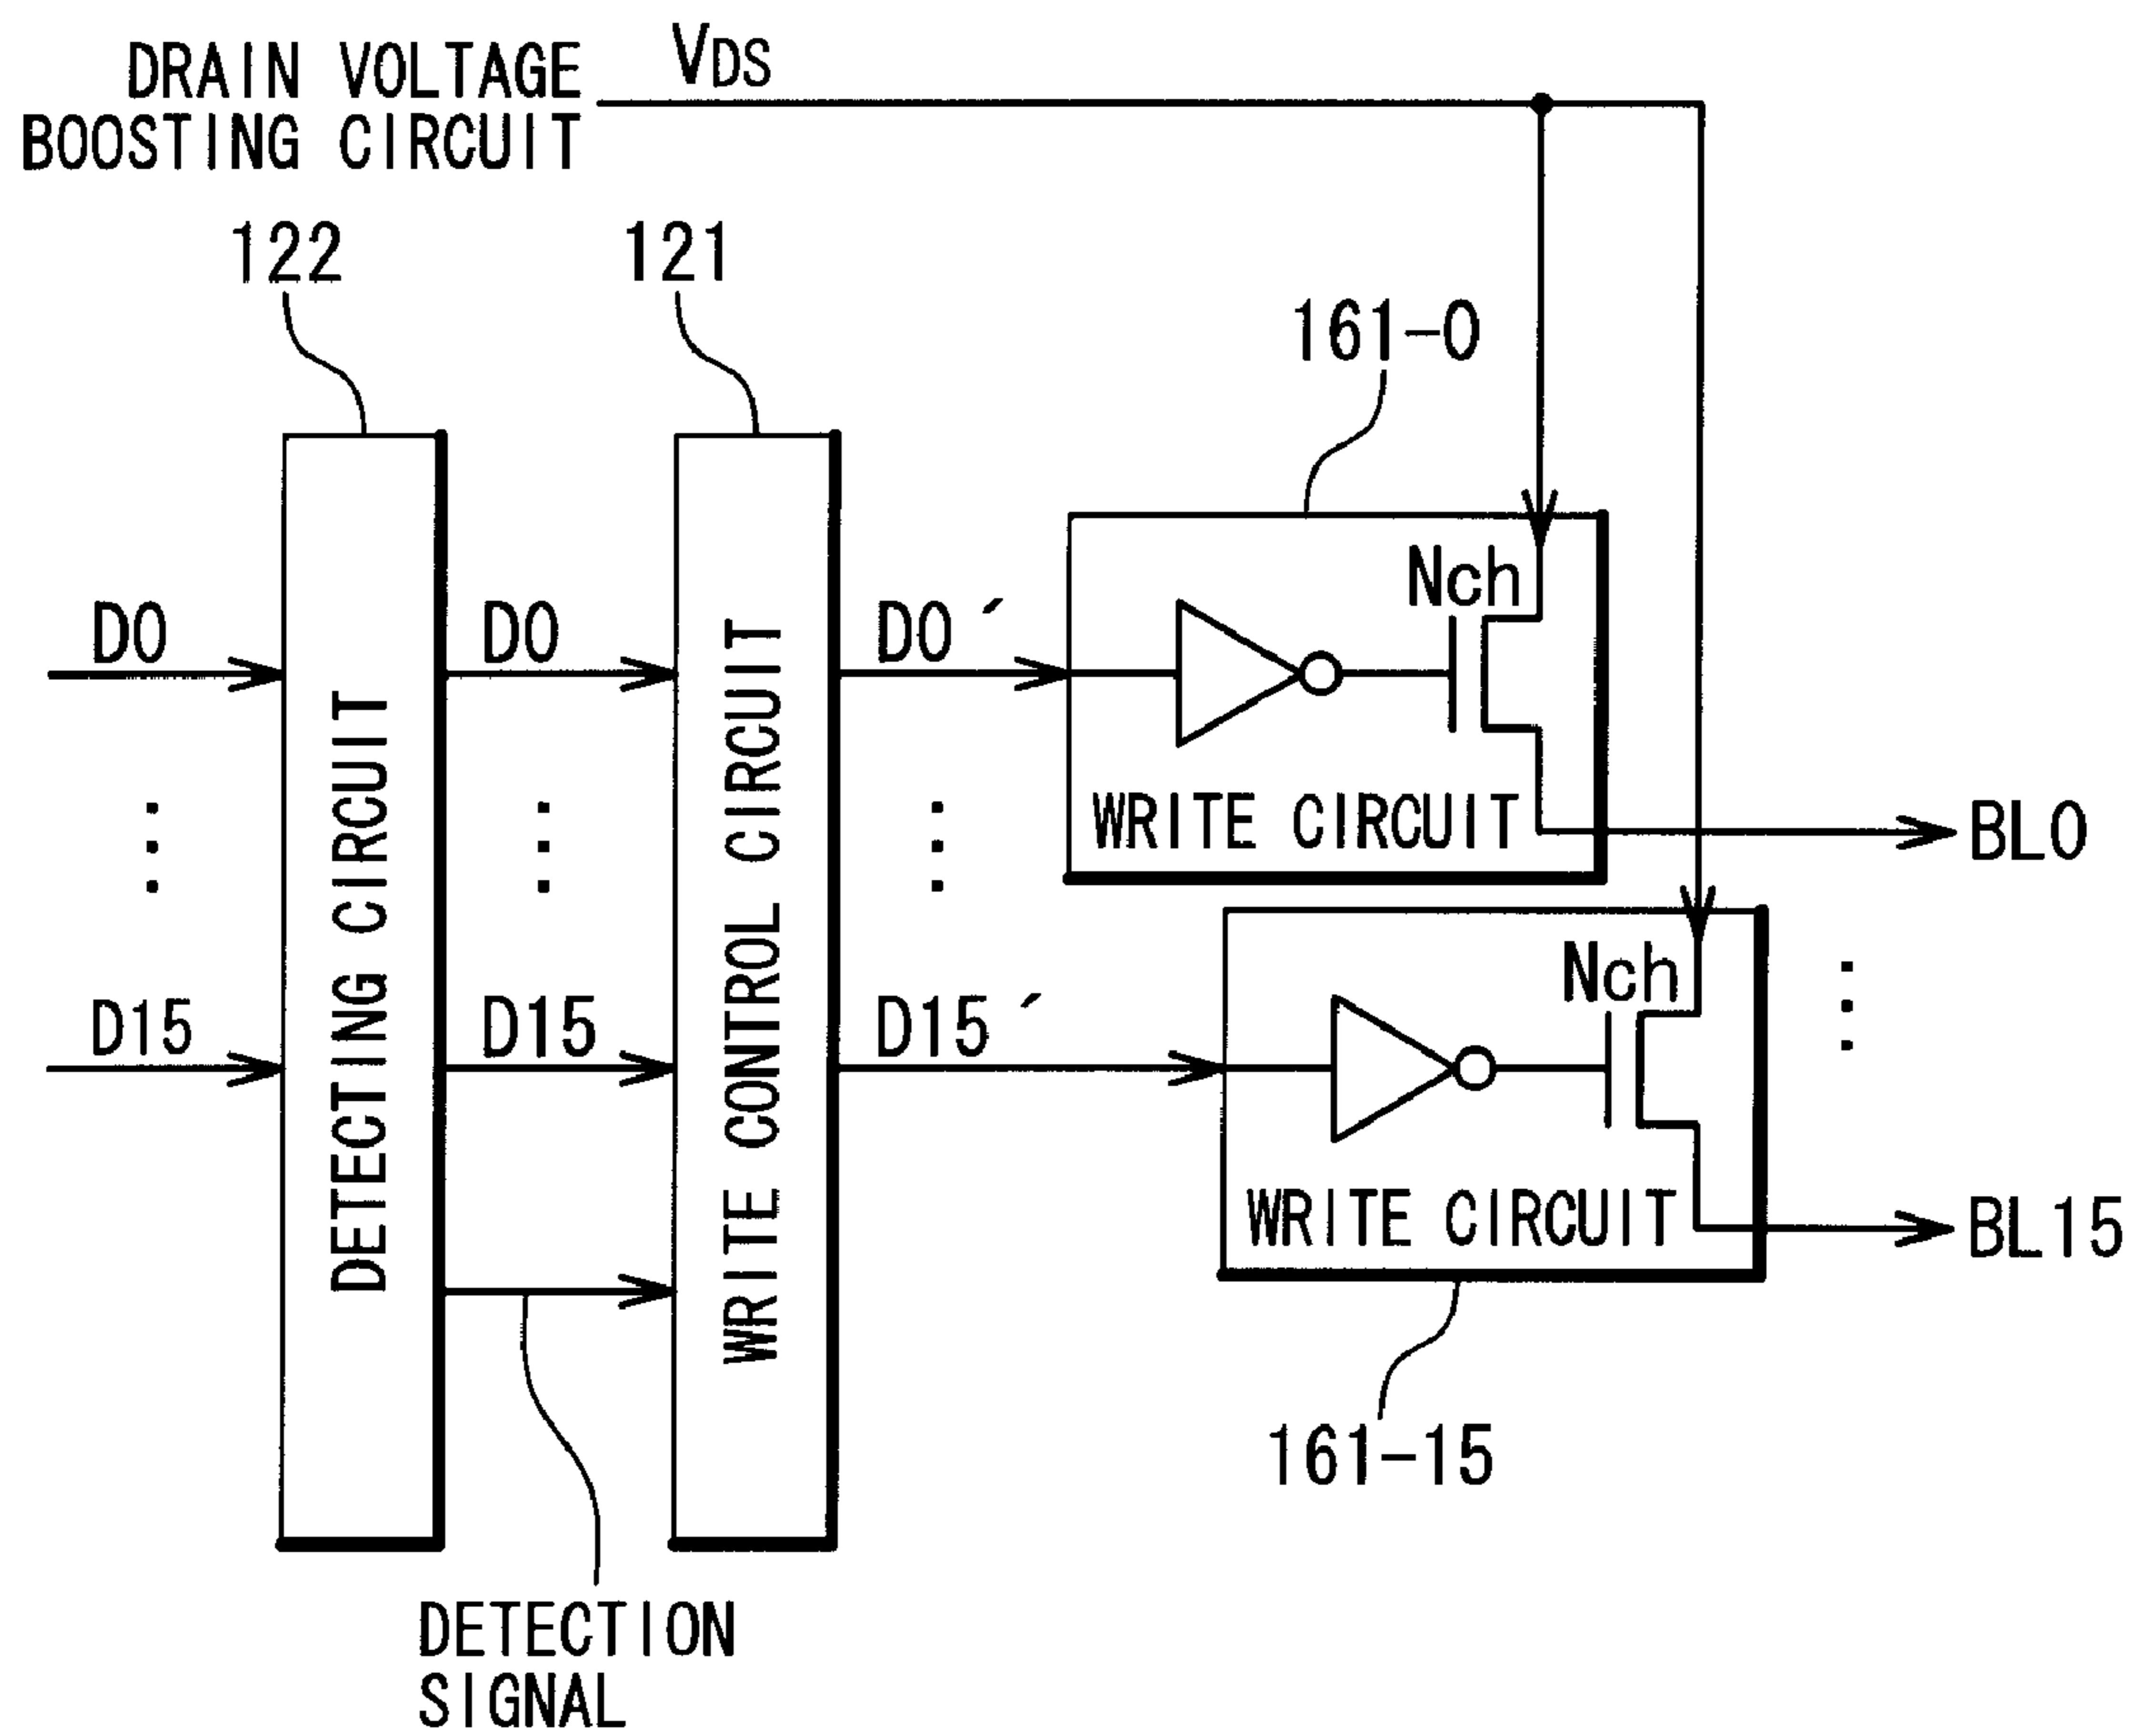 DRAIN VOLTAGE
BOOSTING CIRCUIT
VDS
122
121
161-0
D0
D0
D0´
Nch
DETECTING CIRCUIT
WRITE CONTROL CIRCUIT
WRITE CIRCUIT
BL0
D15
D15
D15´
Nch
WRITE CIRCUIT
BL15
161-15
DETECTION
SIGNAL